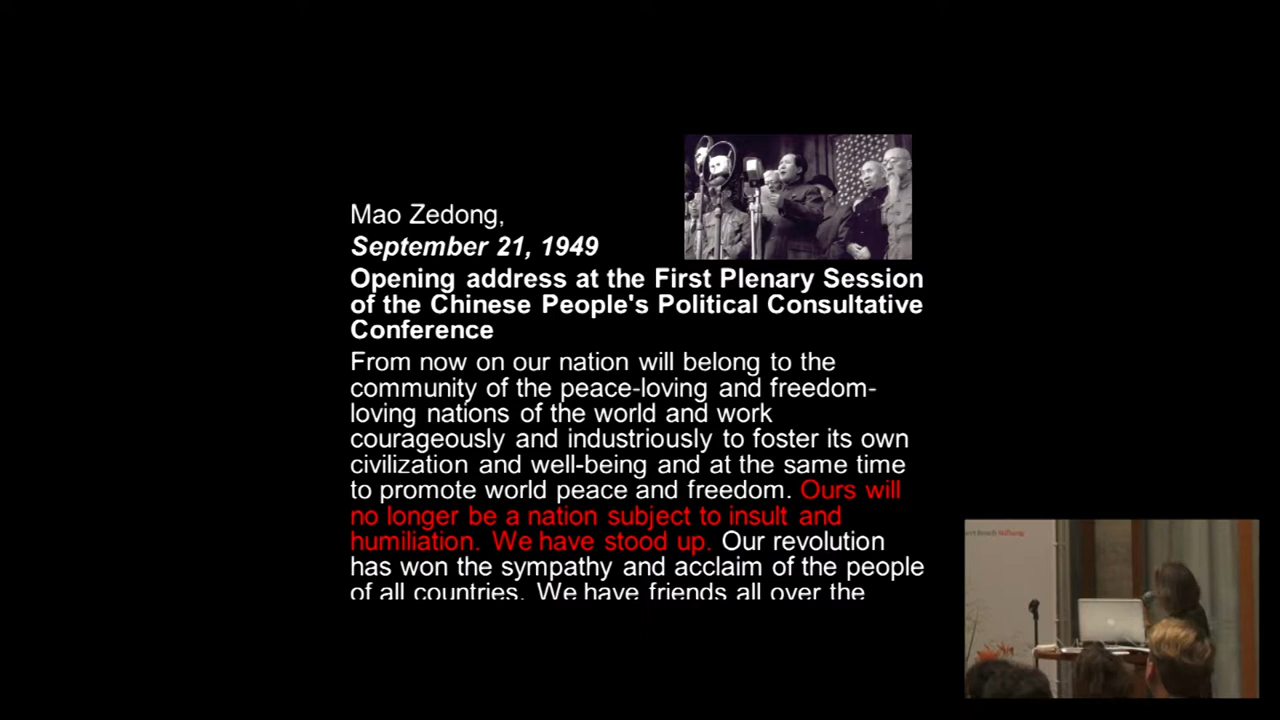 Mao Zedong,
September 21, 1949
Opening address at the First Plenary Session
of the Chinese People's Political Consultative
Conference
From now on our nation will belong to the
community of the peace-loving and freedom-
loving nations of the world and work
courageously and industriously to foster its own
civilization and well-being and at the same time
to promote world peace and freedom. Ours will
no longer be a nation subject to insult and
humiliation. We have stood up. Our revolution
has won the sympathy and acclaim of the people
of all countries. We have friends all over the
Bosch Stiftung